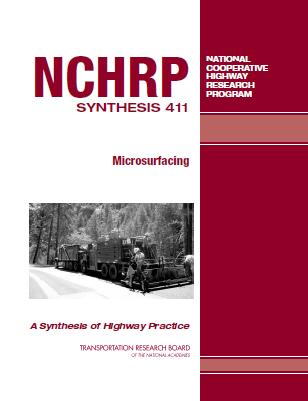 NCHRP
SYNTHESIS 411
NATIONAL
COOPERATIVE
HIGHWAY
RESEARCH
PROGRAM
Microsurfacing
A Synthesis of Highway Practice
TRANSPORTATION RESEARCH BOARD
OF THE NATIONAL ACADEMIES